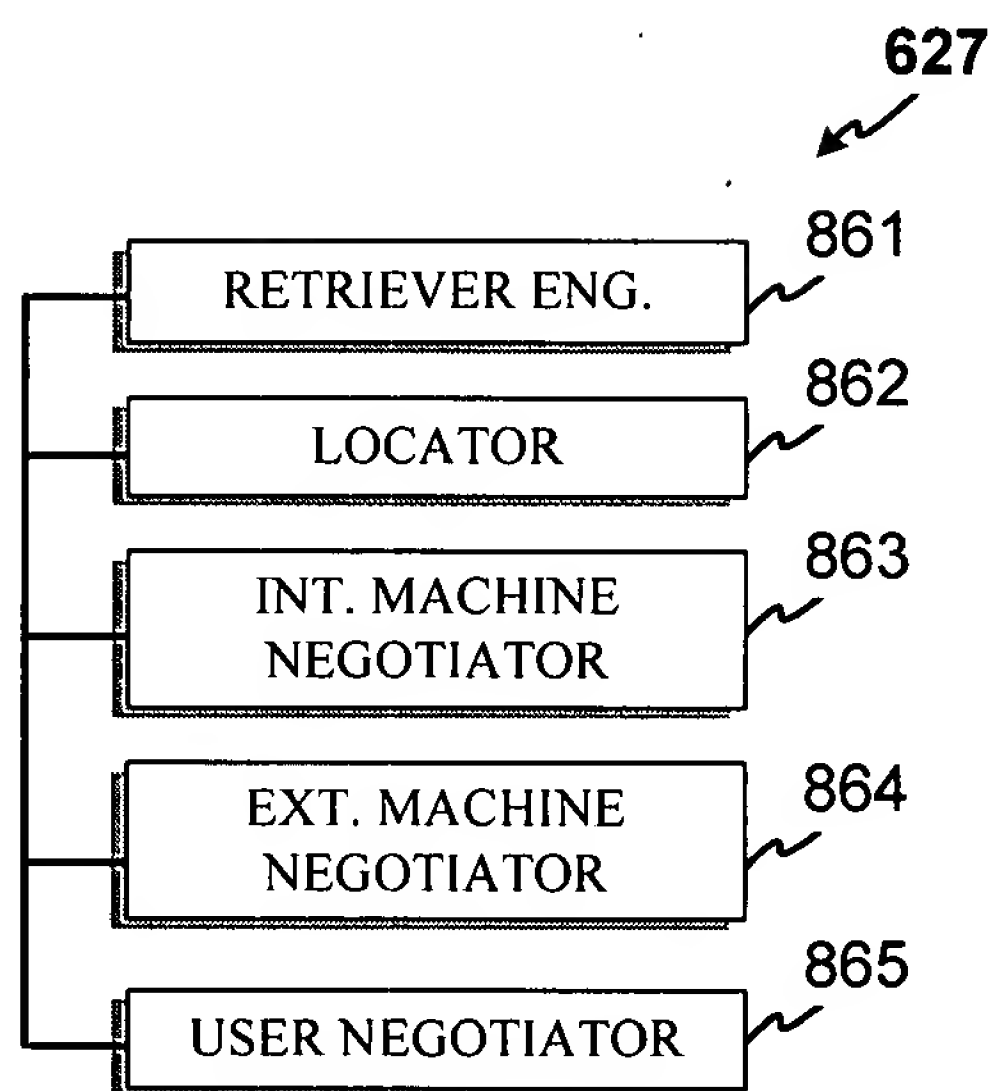 627
861
RETRIEVER ENG.
862
LOCATOR
863
INT. MACHINE
NEGOTIATOR
864
EXT. MACHINE
NEGOTIATOR
865
USER NEGOTIATOR